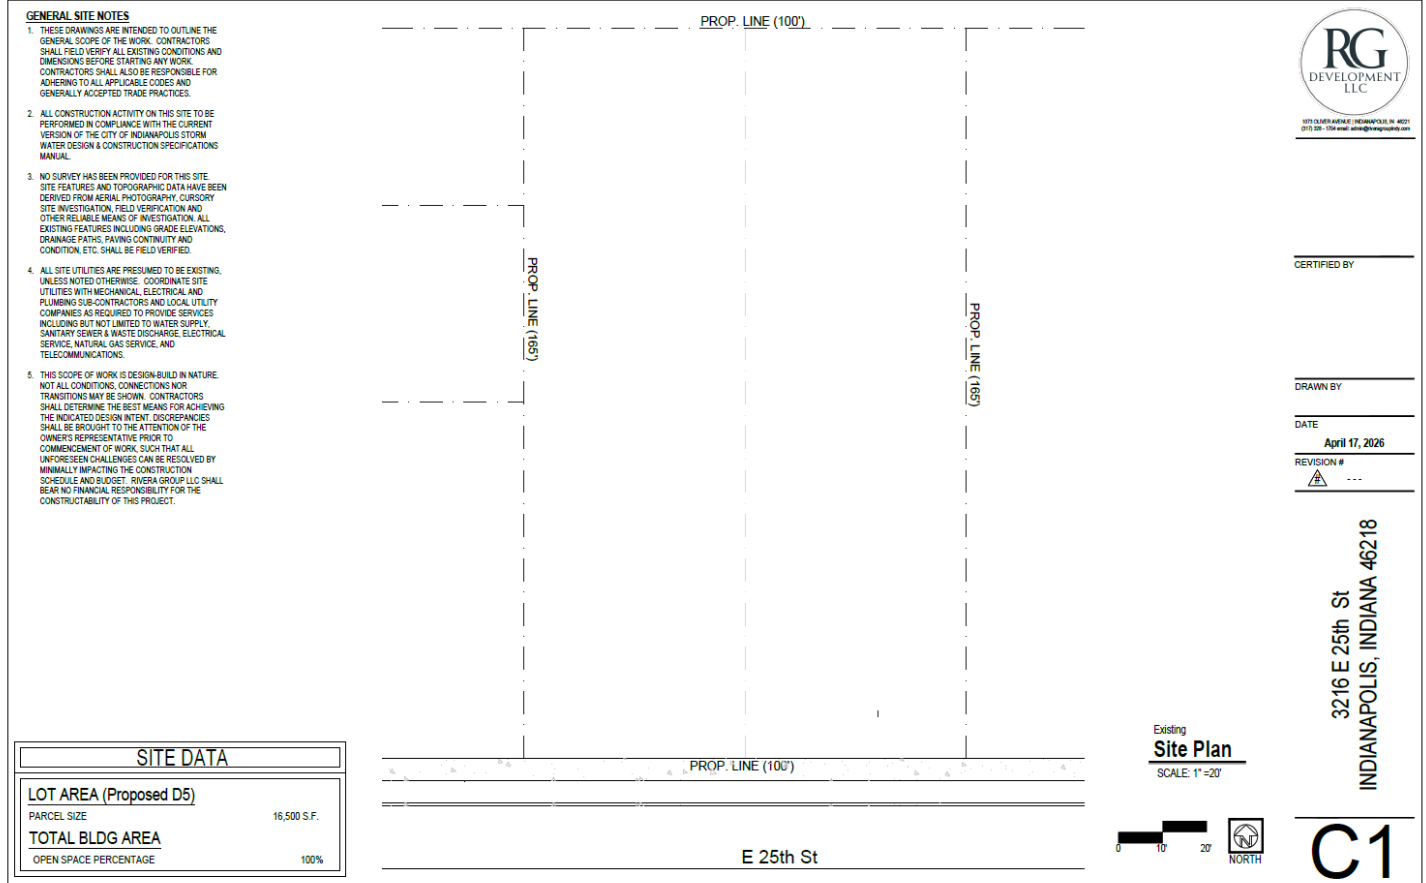 GENERAL SITE NOTES
1. THESE DRAWINGS ARE INTENDED TO OUTLINE THE
GENERAL SCOPE OF THE WORK. CONTRACTORS
SHALL FIELD VERIFY ALL EXISTING CONDITIONS AND
DIMENSIONS BEFORE STARTING ANY WORK.
CONTRACTORS SHALL ALSO BE RESPONSIBLE FOR
ADHERING TO ALL APPLICABLE CODES AND
GENERALLY ACCEPTED TRADE PRACTICES.
2. ALL CONSTRUCTION ACTIVITY ON THIS SITE TO BE
PERFORMED IN COMPLIANCE WITH THE CURRENT
VERSION OF THE CITY OF INDIANAPOLIS STORM
WATER DESIGN & CONSTRUCTION SPECIFICATIONS
MANUAL.
3. NO SURVEY HAS BEEN PROVIDED FOR THIS SITE.
SITE FEATURES AND TOPOGRAPHIC DATA HAVE BEEN
DERIVED FROM AERIAL PHOTOGRAPHY, CURSORY
SITE INVESTIGATION, FIELD VERIFICATION AND
OTHER RELIABLE MEANS OF INVESTIGATION. ALL
EXISTING FEATURES INCLUDING GRADE ELEVATIONS,
DRAINAGE PATHS, PAVING CONTINUITY AND
CONDITION, ETC. SHALL BE FIELD VERIFIED.
4. ALL SITE UTILITIES ARE PRESUMED TO BE EXISTING,
UNLESS NOTED OTHERWISE. COORDINATE SITE
UTILITIES WITH MECHANICAL, ELECTRICAL AND
PLUMBING SUB-CONTRACTORS AND LOCAL UTILITY
COMPANIES AS REQUIRED TO PROVIDE SERVICES
INCLUDING BUT NOT LIMITED TO WATER SUPPLY,
SANITARY SEWER & WASTE DISCHARGE, ELECTRICAL
SERVICE, NATURAL GAS SERVICE, AND
TELECOMMUNICATIONS.
5. THIS SCOPE OF WORK IS DESIGN-BUILD IN NATURE.
NOT ALL CONDITIONS, CONNECTIONS NOR
TRANSITIONS MAY BE SHOWN. CONTRACTORS
SHALL DETERMINE THE BEST MEANS FOR ACHIEVING
THE INDICATED DESIGN INTENT. DISCREPANCIES
SHALL BE BROUGHT TO THE ATTENTION OF THE
OWNER'S REPRESENTATIVE PRIOR TO
COMMENCEMENT OF WORK, SUCH THAT ALL
UNFORESEEN CHALLENGES CAN BE RESOLVED BY
MINIMALLY IMPACTING THE CONSTRUCTION
SCHEDULE AND BUDGET. RIVERA GROUP LLC SHALL
BEAR NO FINANCIAL RESPONSIBILITY FOR THE
CONSTRUCTABILITY OF THIS PROJECT.
SITE DATA
LOT AREA (Proposed D5)
PARCEL SIZE 16,500 S.F.
TOTAL BLDG AREA
OPEN SPACE PERCENTAGE 100%
PROP. LINE (100')
PROP. LINE (165')
PROP. LINE (165')
PROP. LINE (100')
E 25th St
Existing
Site Plan
SCALE: 1" =20'
0 10' 20'
N
NORTH
RG
DEVELOPMENT
LLC
1073 OLIVER AVENUE | INDIANAPOLIS, IN 46221
(317) 328 - 1704 email: admin@riveragroupindy.com
CERTIFIED BY
DRAWN BY
DATE
April 17, 2026
REVISION #
# ---
3216 E 25th St
INDIANAPOLIS, INDIANA 46218
C1